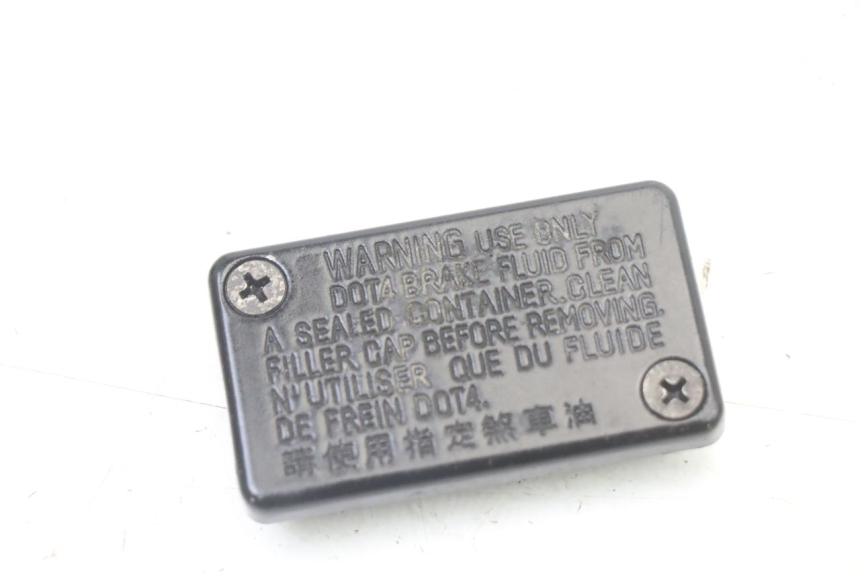 WARNING USE ONLY
DOT4 BRAKE FLUID FROM
A SEALED CONTAINER. CLEAN
FILLER CAP BEFORE REMOVING.
N'UTILISER QUE DU FLUIDE
DE FREIN DOT4.
請使用指定煞車油